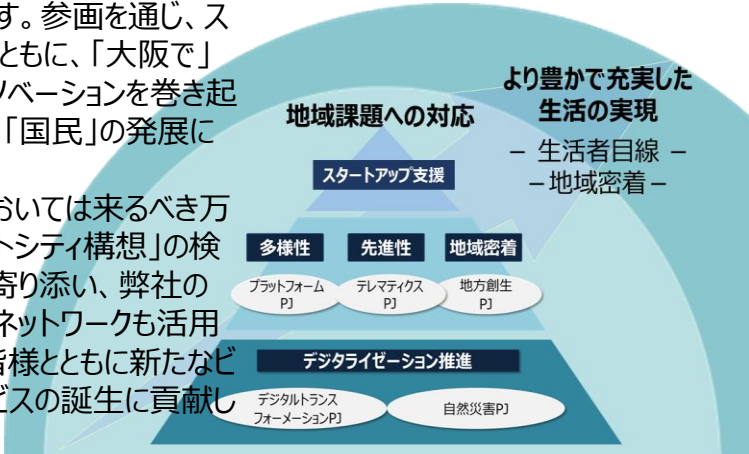 す。参画を通じ、ス
ともに、「大阪で」
ノベーションを巻き起
「国民」の発展に
おいては来るべき万
トシティ構想」の検
寄り添い、弊社の
ネットワークも活用
皆様とともに新たなビ
ビスの誕生に貢献し
地域課題への対応
より豊かで充実した
生活の実現
－ 生活者目線 －
－地域密着－
スタートアップ支援
多様性
先進性
地域密着
プラットフォーム
PJ
テレマティクス
PJ
地方創生
PJ
デジタライゼーション推進
デジタルトランス
フォーメーションPJ
自然災害PJ